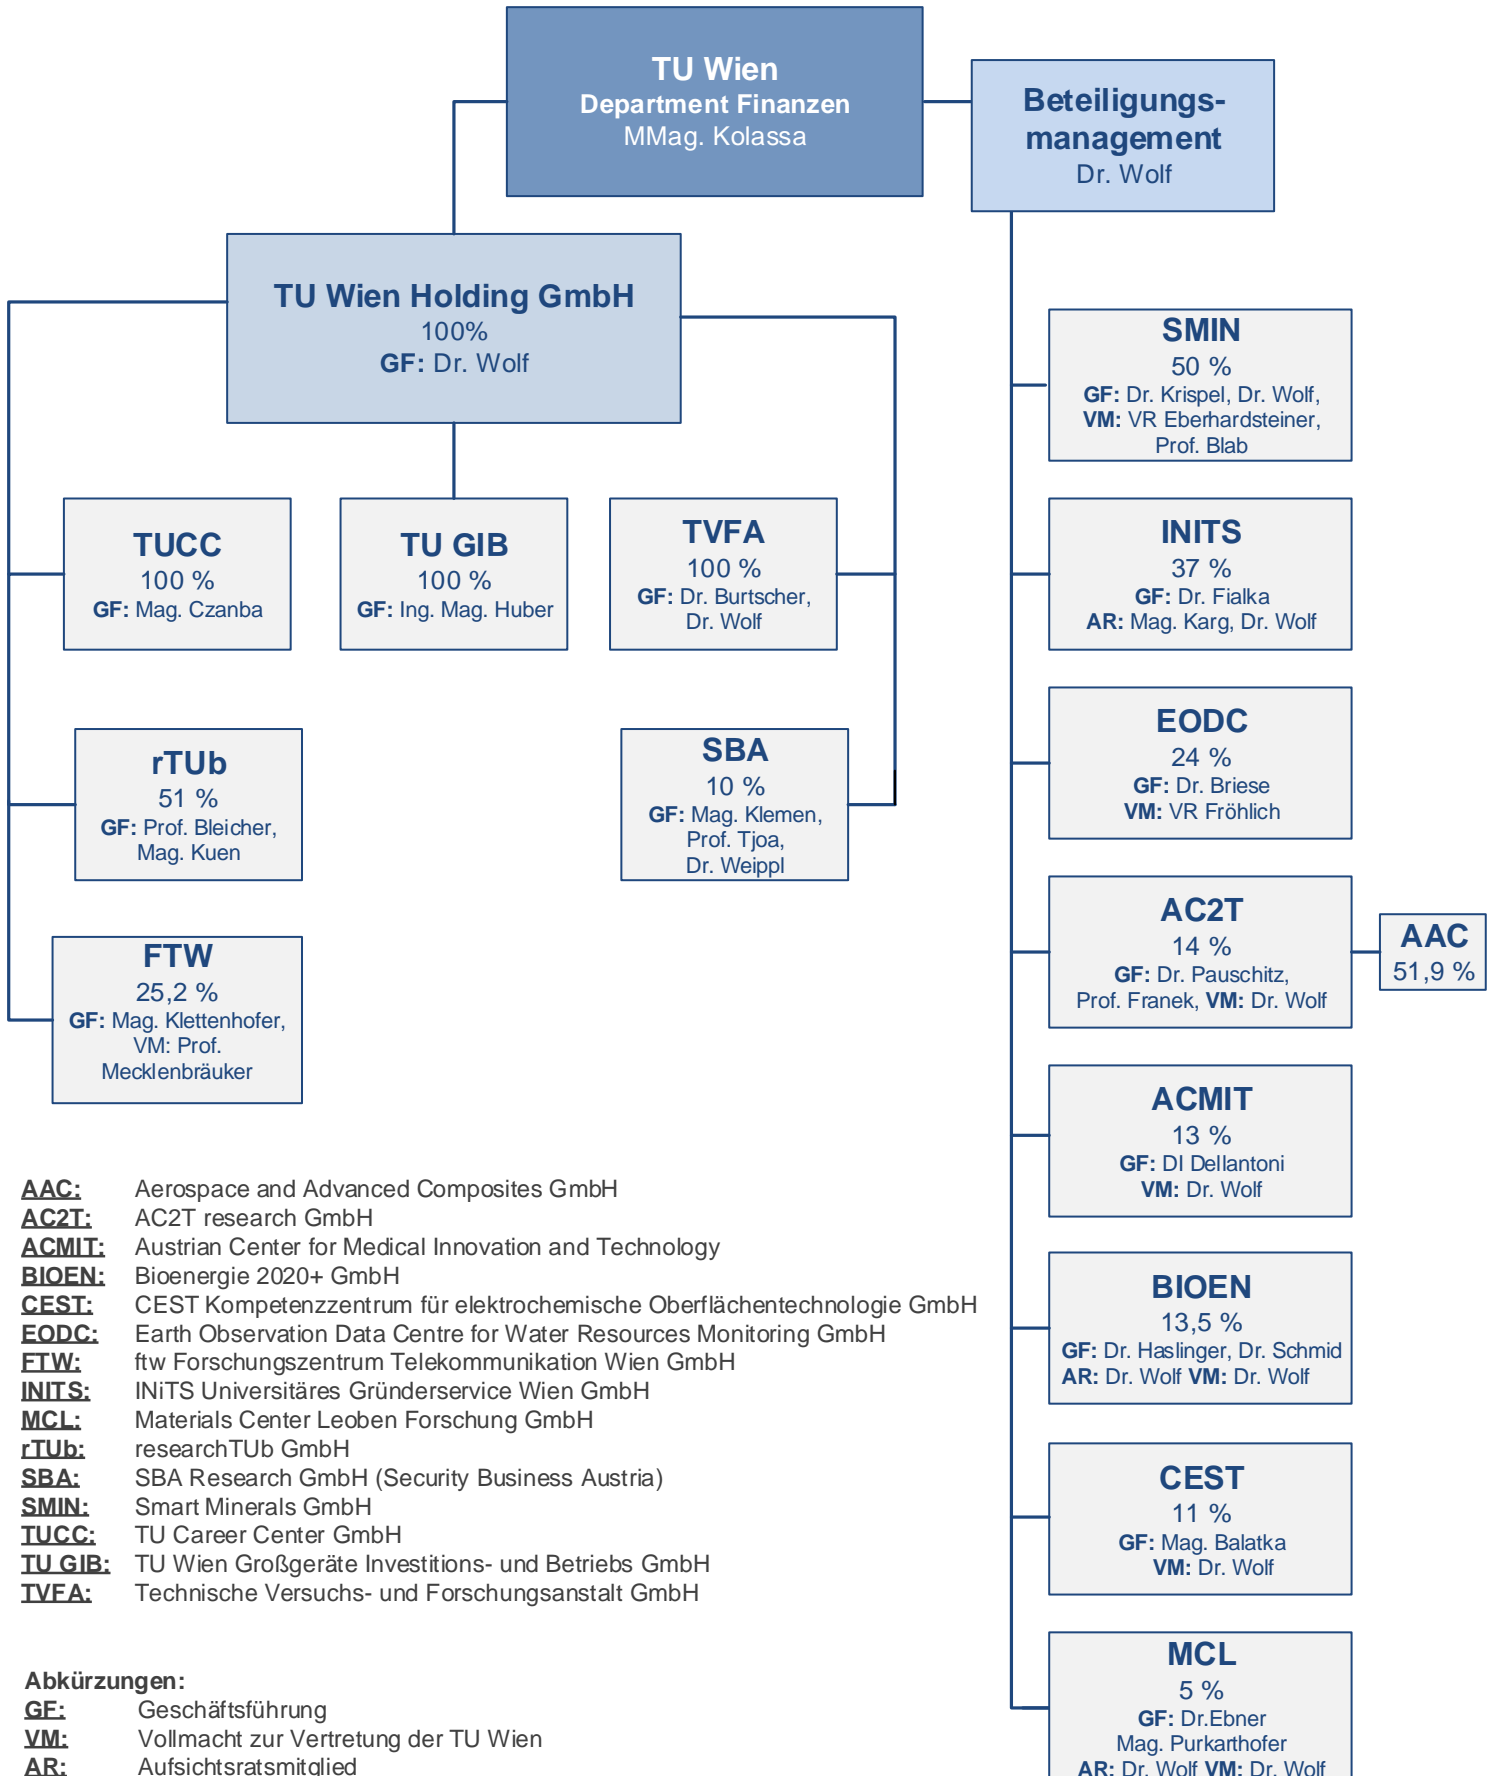 TU Wien
Department Finanzen
MMag. Kolassa
Beteiligungs-
management
Dr. Wolf
TU Wien Holding GmbH
100%
GF: Dr. Wolf
TUCC
100 %
GF: Mag. Czanba
TU GIB
100 %
GF: Ing. Mag. Huber
TVFA
100 %
GF: Dr. Burtscher,
Dr. Wolf
rTUb
51 %
GF: Prof. Bleicher,
Mag. Kuen
SBA
10 %
GF: Mag. Klemen,
Prof. Tjoa,
Dr. Weippl
FTW
25,2 %
GF: Mag. Klettenhofer,
VM: Prof.
Mecklenbräuker
SMIN
50 %
GF: Dr. Krispel, Dr. Wolf,
VM: VR Eberhardsteiner,
Prof. Blab
INITS
37 %
GF: Dr. Fialka
AR: Mag. Karg, Dr. Wolf
EODC
24 %
GF: Dr. Briese
VM: VR Fröhlich
AC2T
14 %
GF: Dr. Pauschitz,
Prof. Franek, VM: Dr. Wolf
AAC
51,9 %
ACMIT
13 %
GF: DI Dellantoni
VM: Dr. Wolf
BIOEN
13,5 %
GF: Dr. Haslinger, Dr. Schmid
AR: Dr. Wolf VM: Dr. Wolf
CEST
11 %
GF: Mag. Balatka
VM: Dr. Wolf
MCL
5 %
GF: Dr.Ebner
Mag. Purkarthofer
AR: Dr. Wolf VM: Dr. Wolf
AAC: Aerospace and Advanced Composites GmbH
AC2T: AC2T research GmbH
ACMIT: Austrian Center for Medical Innovation and Technology
BIOEN: Bioenergie 2020+ GmbH
CEST: CEST Kompetenzzentrum für elektrochemische Oberflächentechnologie GmbH
EODC: Earth Observation Data Centre for Water Resources Monitoring GmbH
FTW: ftw Forschungszentrum Telekommunikation Wien GmbH
INITS: INiTS Universitäres Gründerservice Wien GmbH
MCL: Materials Center Leoben Forschung GmbH
rTUb: researchTUb GmbH
SBA: SBA Research GmbH (Security Business Austria)
SMIN: Smart Minerals GmbH
TUCC: TU Career Center GmbH
TU GIB: TU Wien Großgeräte Investitions- und Betriebs GmbH
TVFA: Technische Versuchs- und Forschungsanstalt GmbH
Abkürzungen:
GF: Geschäftsführung
VM: Vollmacht zur Vertretung der TU Wien
AR: Aufsichtsratsmitglied